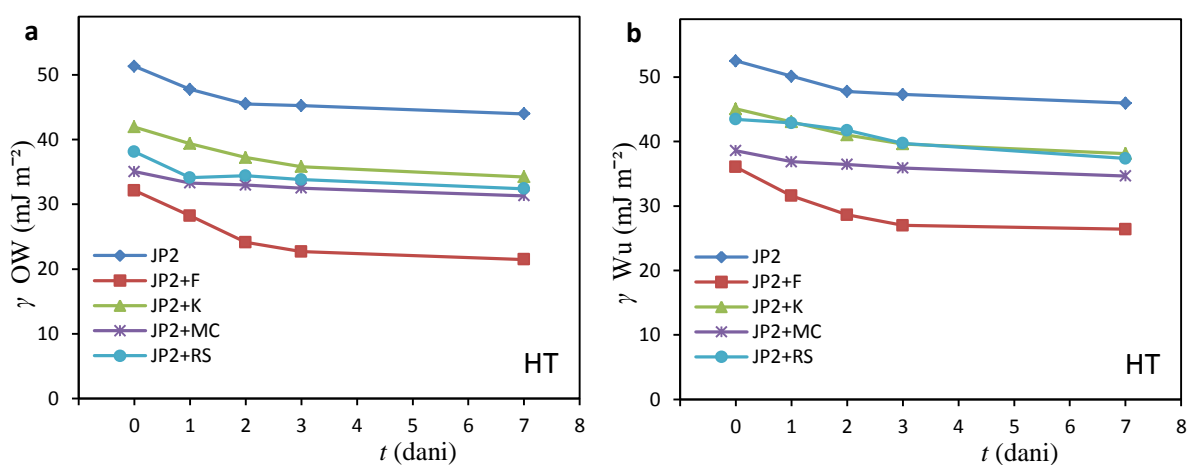 a
γ OW (mJ m⁻²)
50
40
30
20
10
0
JP2
JP2+F
JP2+K
JP2+MC
JP2+RS
HT
0 1 2 3 4 5 6 7 8
t (dani)
b
γ Wu (mJ m⁻²)
50
40
30
20
10
0
JP2
JP2+F
JP2+K
JP2+MC
JP2+RS
HT
0 1 2 3 4 5 6 7 8
t (dani)